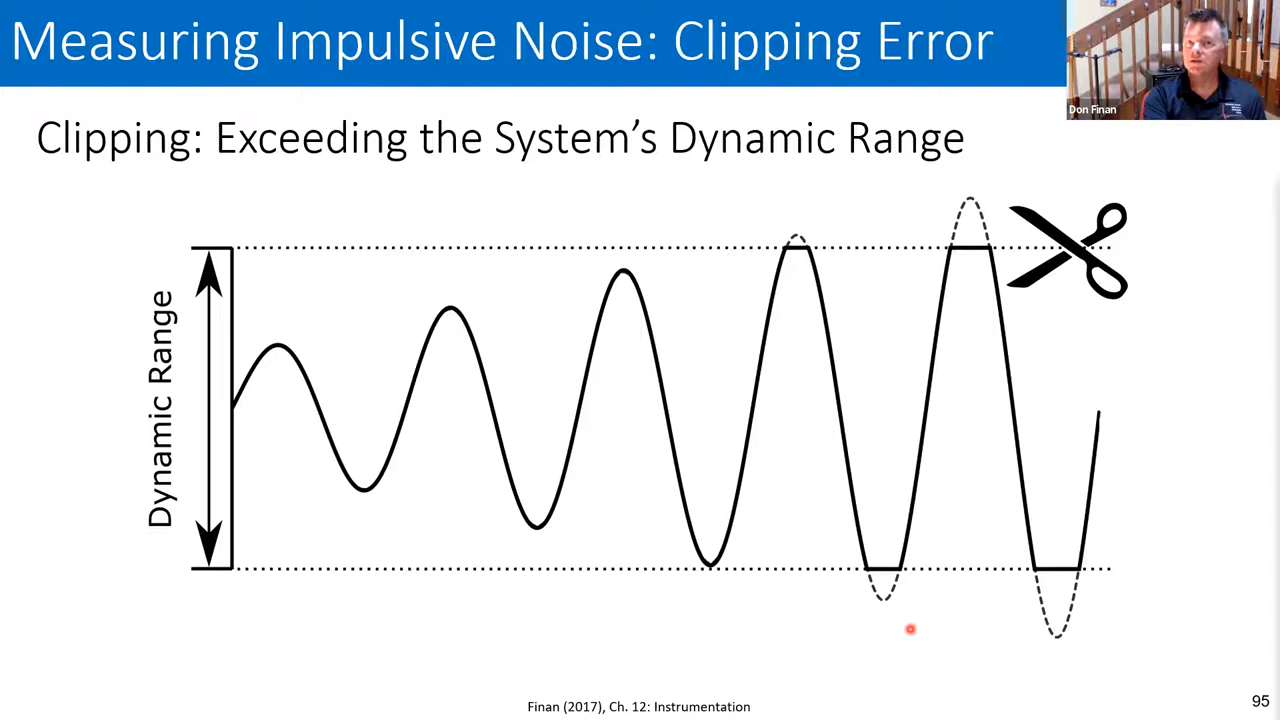 Measuring Impulsive Noise: Clipping Error
Don Finan
Clipping: Exceeding the System's Dynamic Range
Dynamic Range
Finan (2017), Ch. 12: Instrumentation
95